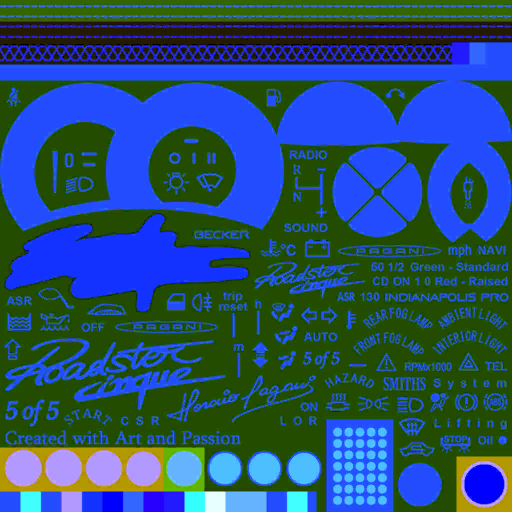 RADIO
R
N
SOUND
BECKER
°C
PAGANI
mph NAVI
Roadster
cinque
50 1/2 Green - Standard
CD ON 1 0 Red - Raised
ASR 130 INDIANAPOLIS PRO
ASR
OFF
PAGANI
trip
reset
h
m
AUTO
5 of 5
REAR FOG LAMP
AMBIENT LIGHT
FRONT FOG LAMP
INTERIOR LIGHT
RPMx1000
TEL
Roadster
cinque
HAZARD
SMITHS System
Horacio Pagani
5 of 5
START
CSR
ON
LOR
ABS
Lifting
STOP
Oil
Created with Art and Passion